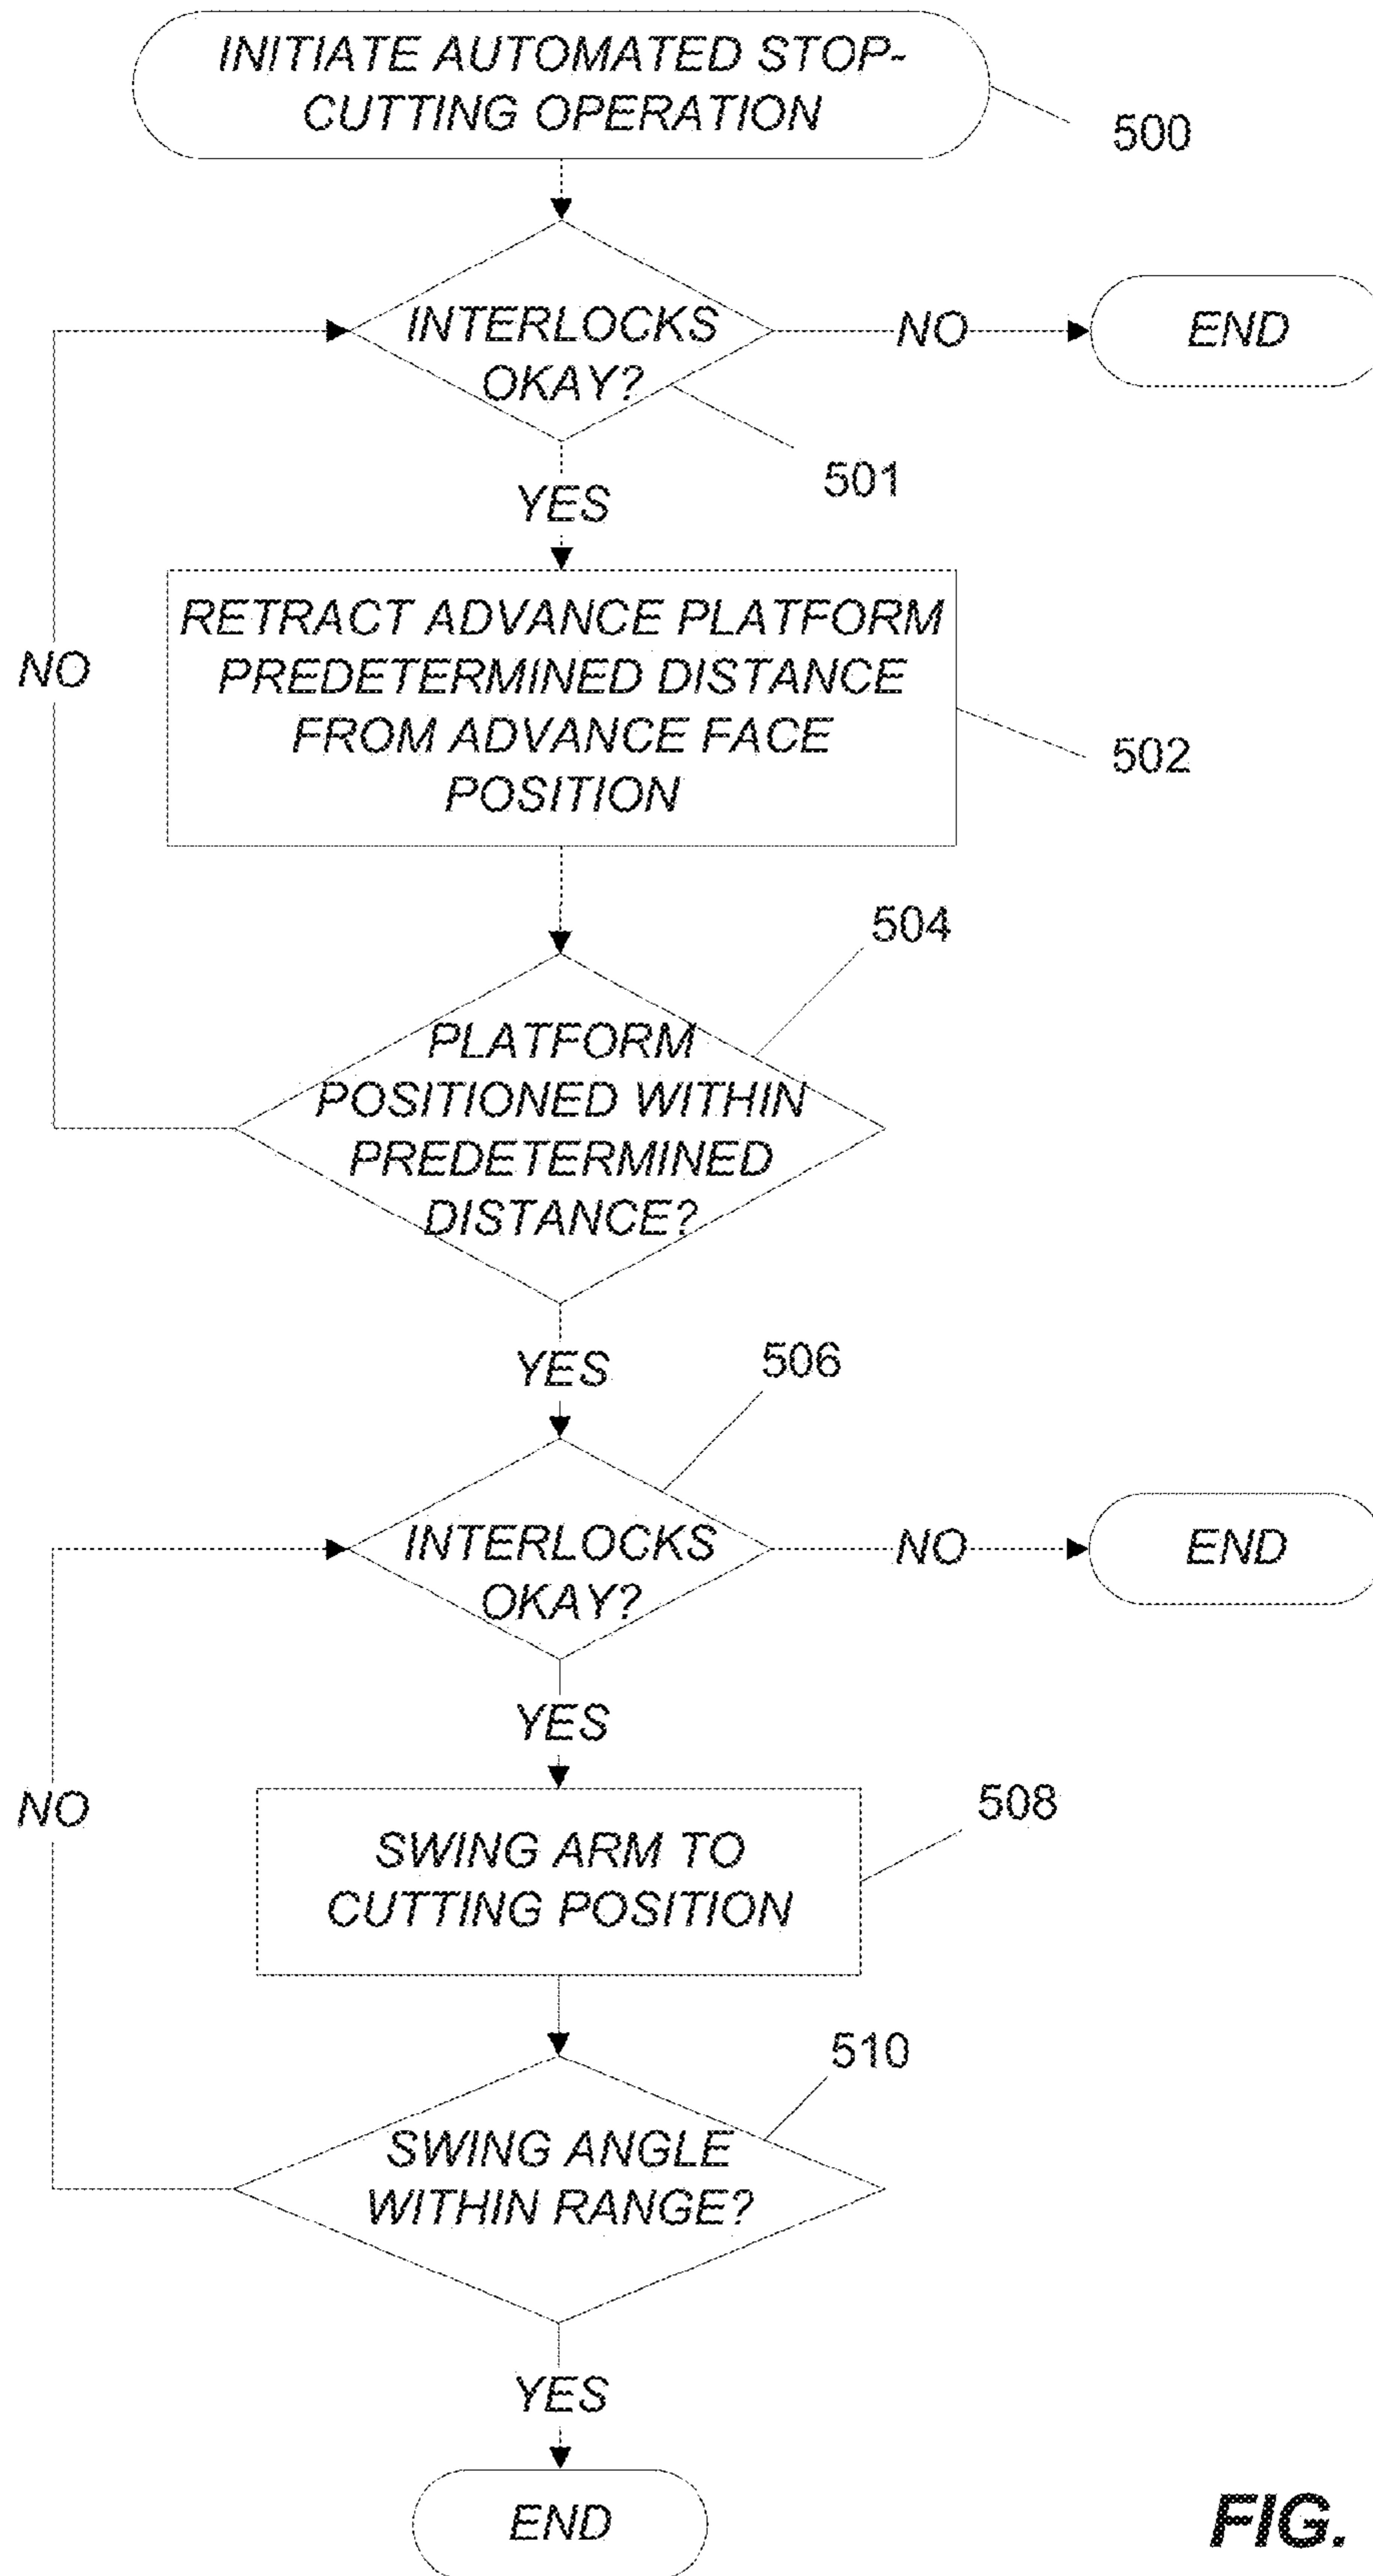 INITIATE AUTOMATED STOP-
CUTTING OPERATION
500
INTERLOCKS
OKAY?
NO
END
501
YES
RETRACT ADVANCE PLATFORM
PREDETERMINED DISTANCE
FROM ADVANCE FACE
POSITION
502
NO
504
PLATFORM
POSITIONED WITHIN
PREDETERMINED
DISTANCE?
YES
506
INTERLOCKS
OKAY?
NO
END
YES
NO
508
SWING ARM TO
CUTTING POSITION
510
SWING ANGLE
WITHIN RANGE?
YES
END
FIG.